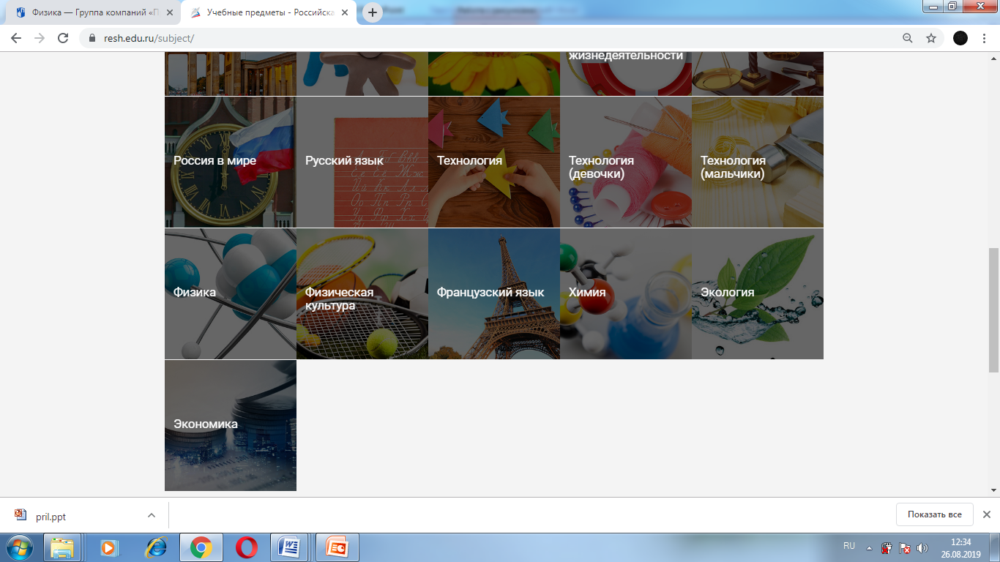 Физика — Группа компаний «П
Учебные предметы - Российска
resh.edu.ru/subject/
жизнедеятельности
Россия в мире
Русский язык
Технология
Технология
(девочки)
Технология
(мальчики)
Физика
Физическая
культура
Французский язык
Химия
Экология
Экономика
pril.ppt
Показать все
RU
12:34
26.08.2019